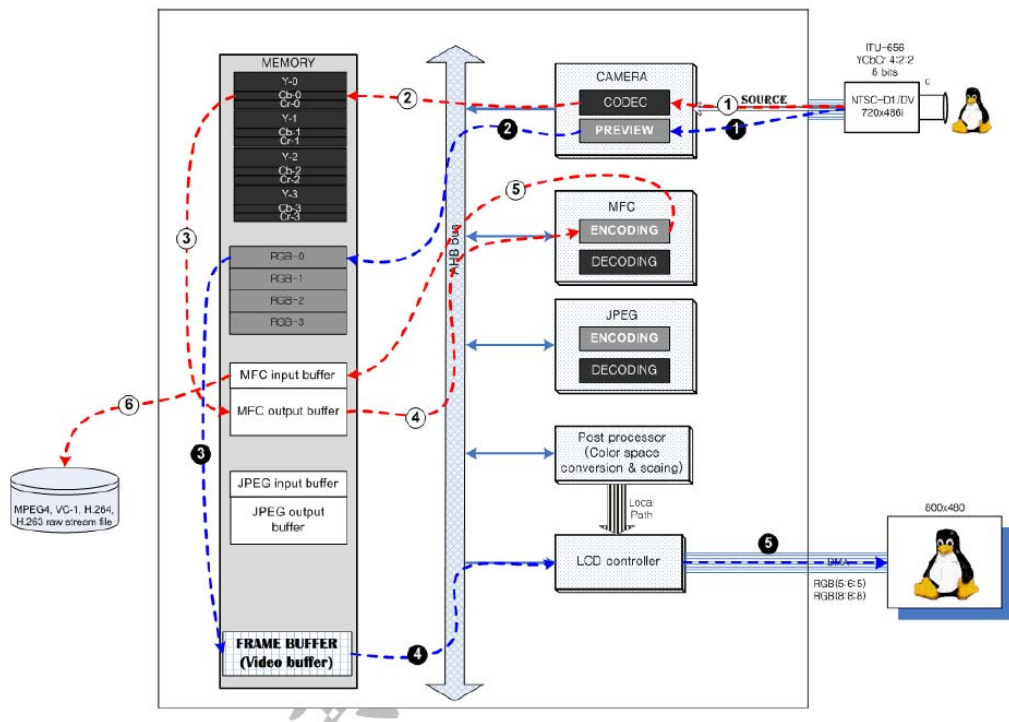 MEMORY
Y-0
Cb-0
Cr-0
Y-1
Cb-1
Cr-1
Y-2
Cb-2
Cr-2
Y-3
Cb-3
Cr-3
RGB-0
RGB-1
RGB-2
RGB-3
MFC input buffer
MFC output buffer
JPEG input buffer
JPEG output
buffer
FRAME BUFFER
(Video buffer)
MPEG4, VC-1, H.264,
H.263 raw stream file
AHB bus
CAMERA
CODEC
PREVIEW
MFC
ENCODING
DECODING
JPEG
ENCODING
DECODING
Post processor
(Color space
conversion & scaing)
Local
Path
LCD controller
SOURCE
ITU-656
YCbCr 4:2:2
8 bits
NTSC-D1/DV
720x486i
800x480
DMA
RGB(5:6:5)
RGB(8:8:8)
1
2
3
4
5
6
1
2
3
4
5